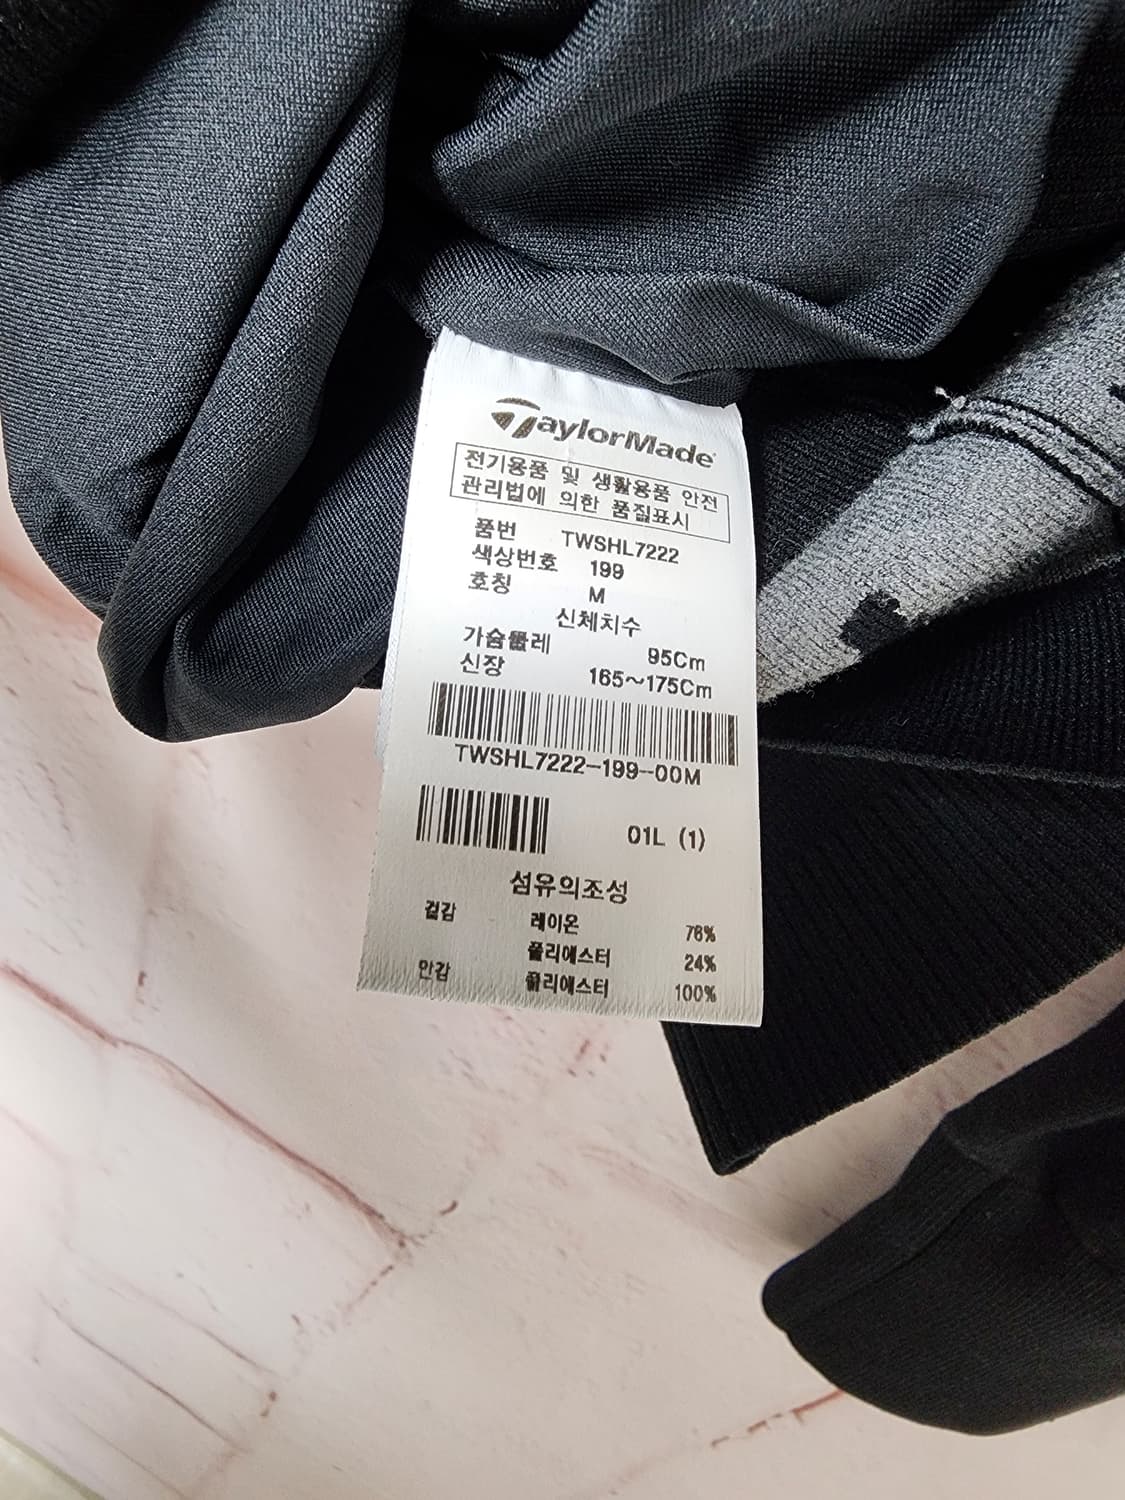 TaylorMade
전기용품 및 생활용품 안전
관리법에 의한 품질표시
품번 TWSHL7222
색상번호 199
호칭 M
신체치수
가슴둘레 95Cm
신장 165~175Cm
TWSHL7222-199-00M
01L (1)
섬유의조성
겉감 레이온 76%
폴리에스터 24%
안감 폴리에스터 100%